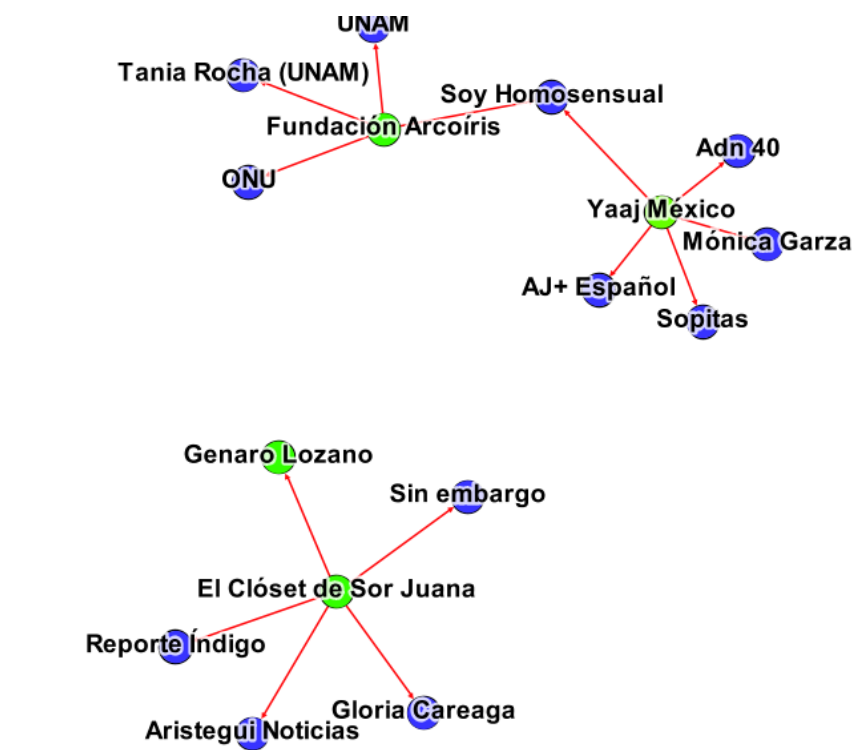 UNAM
Tania Rocha (UNAM)
Soy Homosensual
Fundación Arcoíris
Adn 40
ONU
Yaaj México
Mónica Garza
AJ+ Español
Sopitas
Genaro Lozano
Sin embargo
El Clóset de Sor Juana
Reporte Índigo
Gloria Careaga
Aristegui Noticias